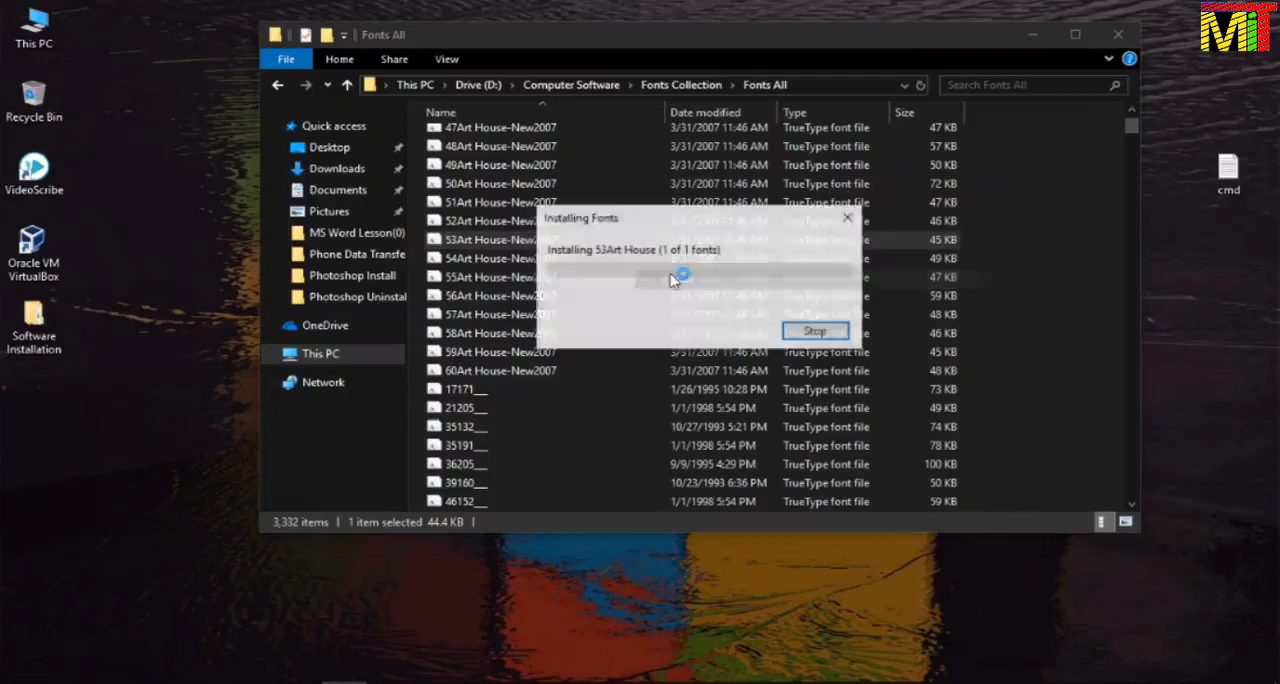 MiT
This PC
Recycle Bin
VideoScribe
Oracle VM
VirtualBox
Software
Installation
cmd
Fonts All
File Home Share View
This PC Drive (D:) Computer Software Fonts Collection Fonts All
Search Fonts All
Quick access
Desktop
Downloads
Documents
Pictures
MS Word Lesson(0)
Phone Data Transfe
Photoshop Install
Photoshop Uninstal
OneDrive
This PC
Network
Name Date modified Type Size
47Art House-New2007 3/31/2007 11:46 AM TrueType font file 47 KB
48Art House-New2007 3/31/2007 11:46 AM TrueType font file 57 KB
49Art House-New2007 3/31/2007 11:46 AM TrueType font file 50 KB
50Art House-New2007 3/31/2007 11:46 AM TrueType font file 72 KB
51Art House-New2007 3/31/2007 11:46 AM TrueType font file 47 KB
52Art House-New 46 KB
53Art House-New 45 KB
54Art House-New 49 KB
55Art House-New 47 KB
56Art House-New 59 KB
57Art House-New 48 KB
58Art House-New 46 KB
59Art House-New2007 3/31/2007 11:46 AM TrueType font file 45 KB
60Art House-New2007 3/31/2007 11:46 AM TrueType font file 48 KB
17171___ 1/26/1995 10:28 PM TrueType font file 73 KB
21205___ 1/1/1998 5:54 PM TrueType font file 49 KB
35132___ 10/27/1993 5:21 PM TrueType font file 74 KB
35191___ 1/1/1998 5:54 PM TrueType font file 78 KB
36205___ 9/9/1995 4:29 PM TrueType font file 100 KB
39160___ 10/23/1993 6:36 PM TrueType font file 50 KB
46152___ 1/1/1998 5:54 PM TrueType font file 59 KB
Installing Fonts
Installing 53Art House (1 of 1 fonts)
Stop
3,332 items 1 item selected 44.4 KB